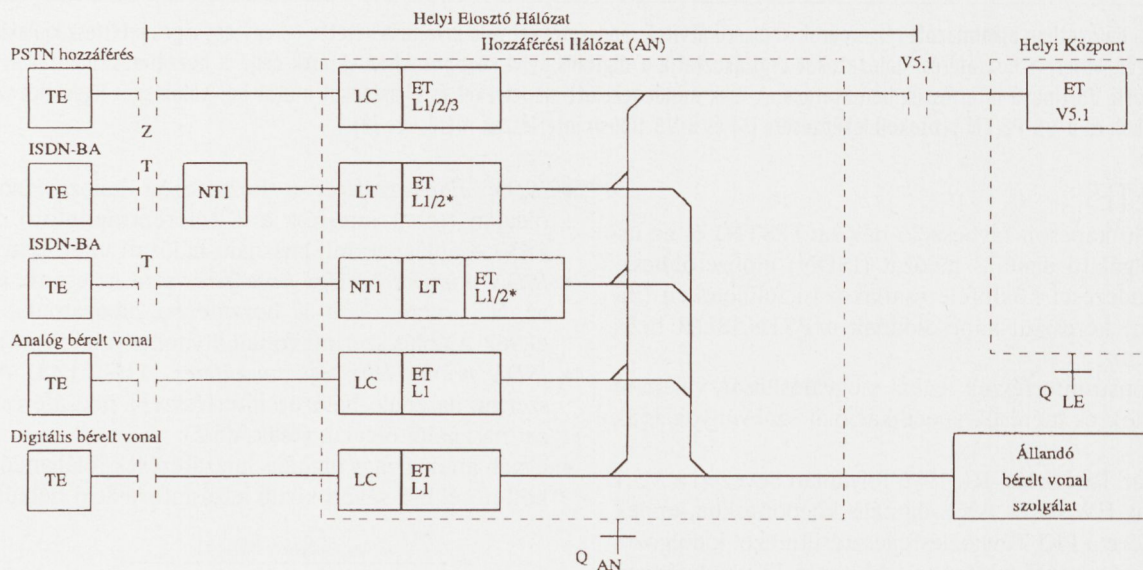 Helyi Elosztó Hálózat
Hozzáférési Hálózat (AN)
V5.1
Helyi Központ
PSTN hozzáférés
TE
LC
ET
L1/2/3
ET
V5.1
Z
ISDN-BA
T
TE
NT1
LT
ET
L1/2*
ISDN-BA
T
TE
NT1
LT
ET
L1/2*
Analóg bérelt vonal
TE
LC
ET
L1
Q LE
Digitális bérelt vonal
TE
LC
ET
L1
Állandó
bérelt vonal
szolgálat
Q AN